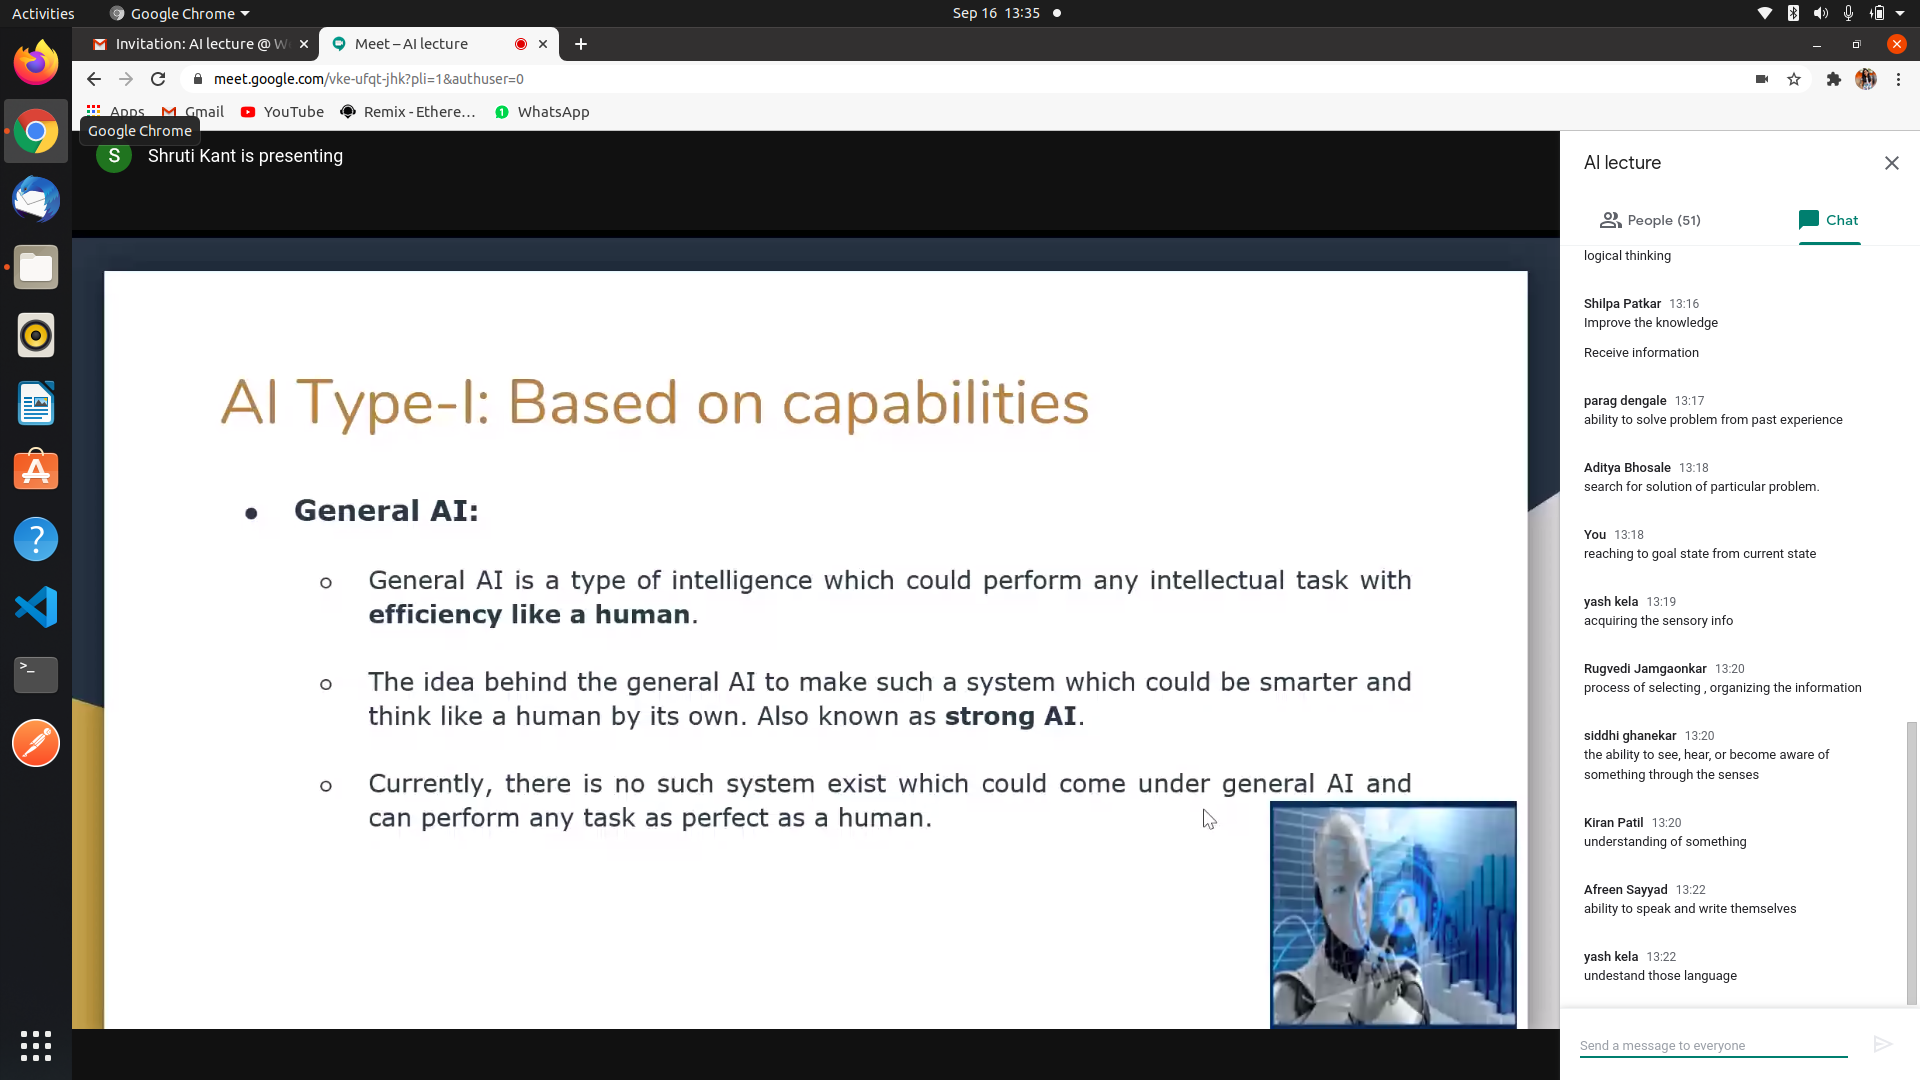 Activities
Google Chrome
Sep 16 13:35
Invitation: AI lecture @ W
Meet – AI lecture
meet.google.com/vke-ufqt-jhk?pli=1&authuser=0
Apps
Gmail
YouTube
Remix - Ethere…
1
WhatsApp
Google Chrome
S
Shruti Kant is presenting
AI Type-I: Based on capabilities
● General AI:
○ General AI is a type of intelligence which could perform any intellectual task with
efficiency like a human.
○ The idea behind the general AI to make such a system which could be smarter and
think like a human by its own. Also known as strong AI.
○ Currently, there is no such system exist which could come under general AI and
can perform any task as perfect as a human.
AI lecture
People (51)
Chat
logical thinking
Shilpa Patkar 13:16
Improve the knowledge
Receive information
parag dengale 13:17
ability to solve problem from past experience
Aditya Bhosale 13:18
search for solution of particular problem.
You 13:18
reaching to goal state from current state
yash kela 13:19
acquiring the sensory info
Rugvedi Jamgaonkar 13:20
process of selecting , organizing the information
siddhi ghanekar 13:20
the ability to see, hear, or become aware of
something through the senses
Kiran Patil 13:20
understanding of something
Afreen Sayyad 13:22
ability to speak and write themselves
yash kela 13:22
undestand those language
Send a message to everyone